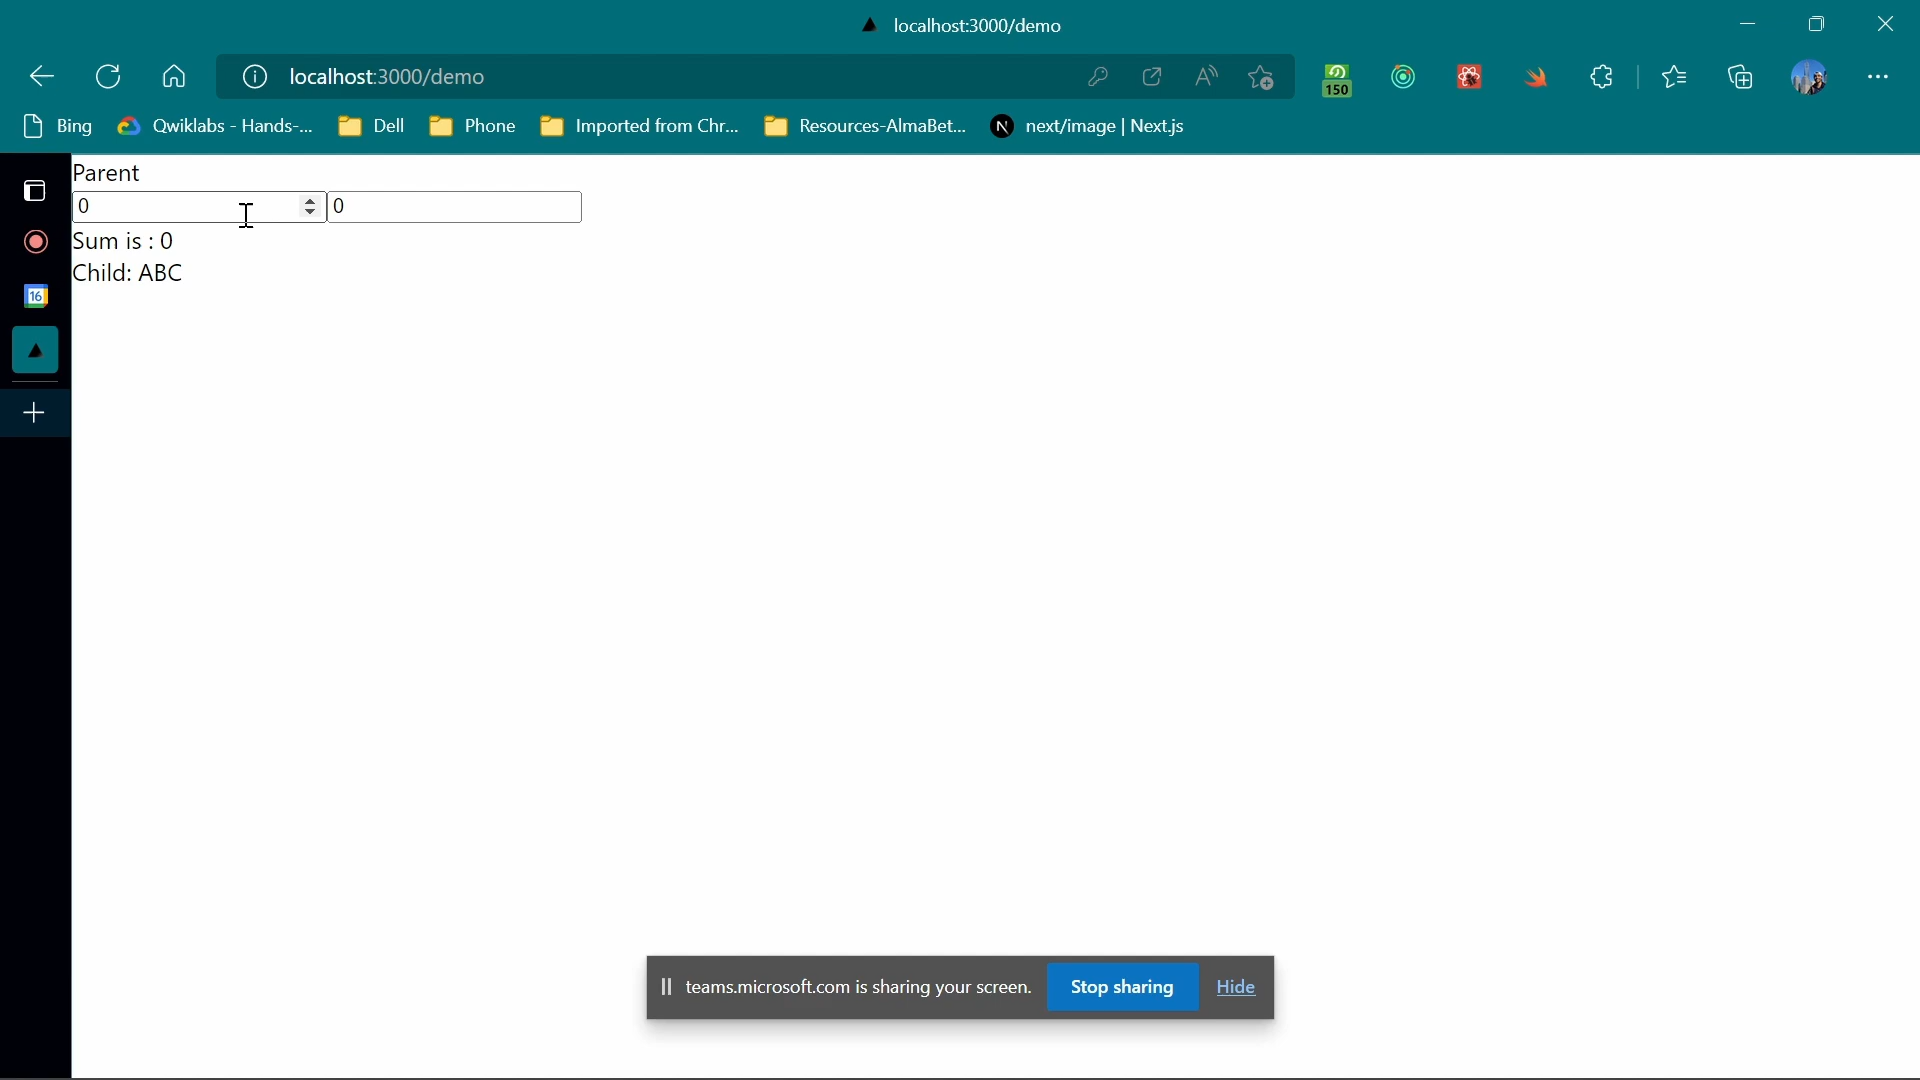 localhost:3000/demo
localhost:3000/demo
150
Bing
Qwiklabs - Hands-...
Dell
Phone
Imported from Chr...
Resources-AlmaBet...
N
next/image | Next.js
Parent
0
0
Sum is : 0
Child: ABC
16
teams.microsoft.com is sharing your screen.
Stop sharing
Hide